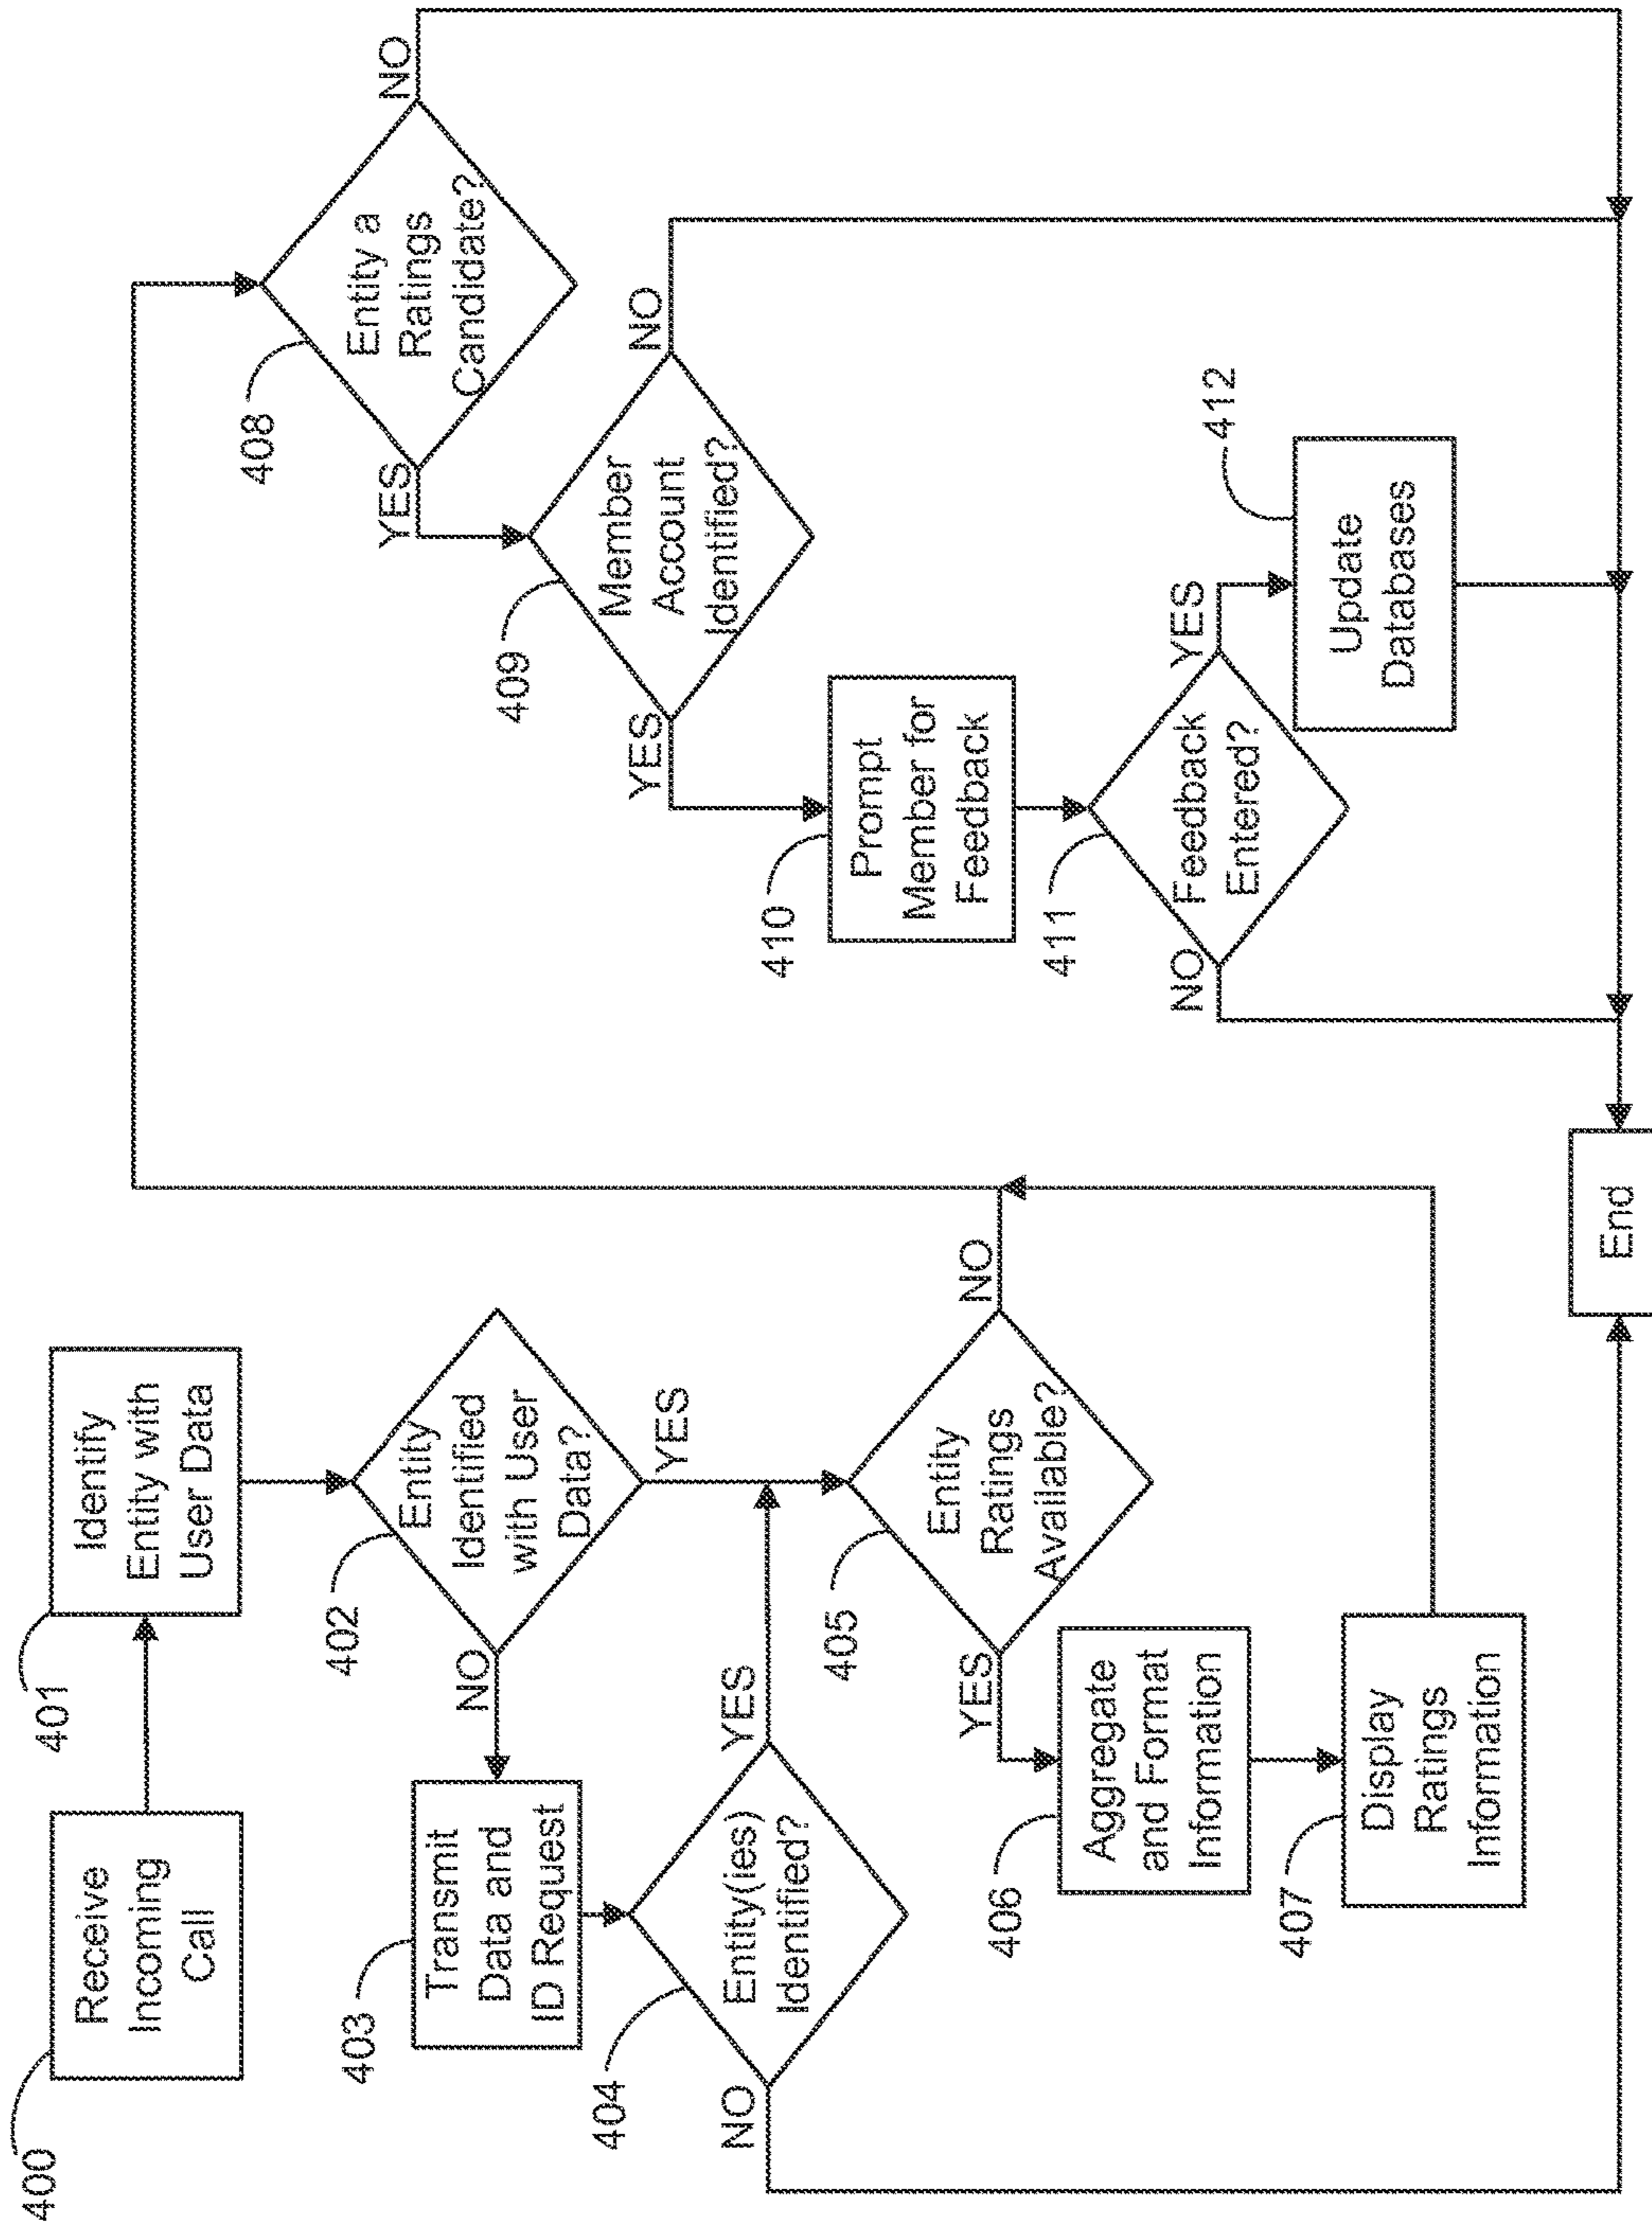 400
Receive
Incoming
Call
401
Identify
Entity with
User Data
402
Entity
Identified
with User
Data?
NO
YES
403
Transmit
Data and
ID Request
404
Entity(ies)
Identified?
NO
YES
405
Entity
Ratings
Available?
YES
NO
406
Aggregate
and Format
Information
407
Display
Ratings
Information
408
Entity a
Ratings
Candidate?
YES
NO
409
Member
Account
Identified?
YES
NO
410
Prompt
Member for
Feedback
411
Feedback
Entered?
NO
YES
412
Update
Databases
End